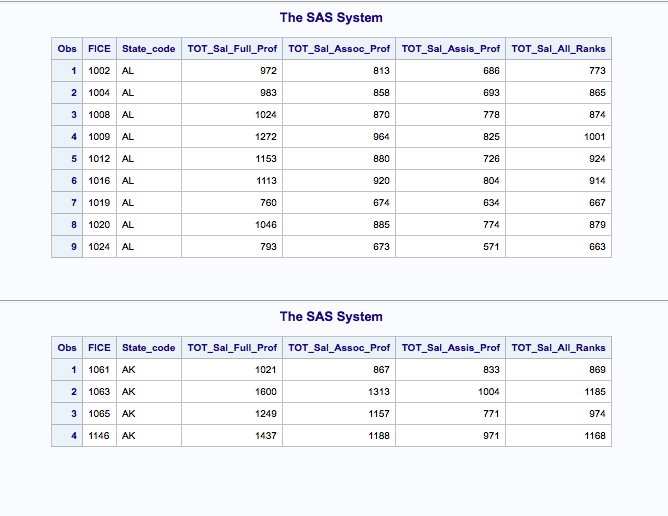 The SAS System
Obs FICE State_code TOT_Sal_Full_Prof TOT_Sal_Assoc_Prof TOT_Sal_Assis_Prof TOT_Sal_All_Ranks
1 1002 AL 972 813 686 773
2 1004 AL 983 858 693 865
3 1008 AL 1024 870 778 874
4 1009 AL 1272 964 825 1001
5 1012 AL 1153 880 726 924
6 1016 AL 1113 920 804 914
7 1019 AL 760 674 634 667
8 1020 AL 1046 885 774 879
9 1024 AL 793 673 571 663
The SAS System
Obs FICE State_code TOT_Sal_Full_Prof TOT_Sal_Assoc_Prof TOT_Sal_Assis_Prof TOT_Sal_All_Ranks
1 1061 AK 1021 867 833 869
2 1063 AK 1600 1313 1004 1185
3 1065 AK 1249 1157 771 974
4 1146 AK 1437 1188 971 1168